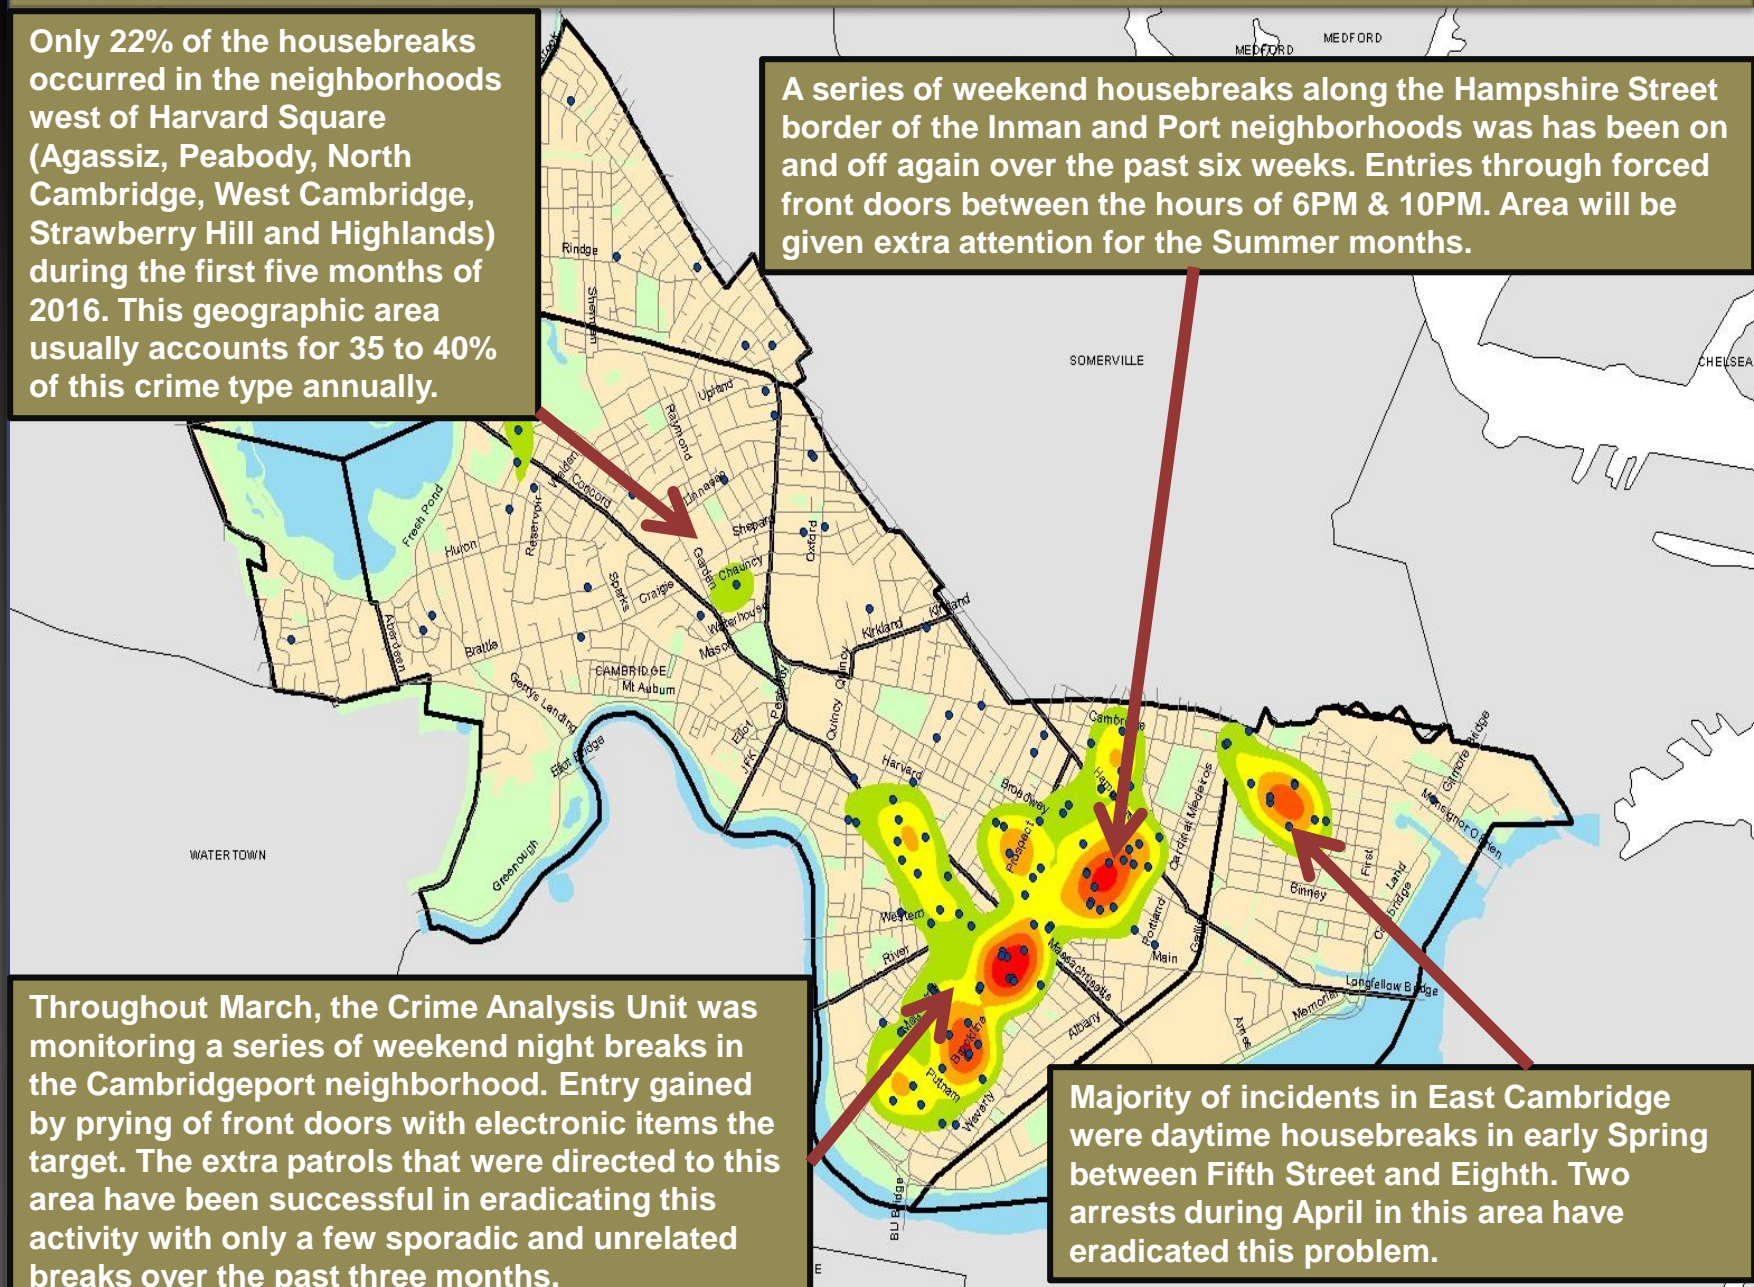 Only 22% of the housebreaks
occurred in the neighborhoods
west of Harvard Square
(Agassiz, Peabody, North
Cambridge, West Cambridge,
Strawberry Hill and Highlands)
during the first five months of
2016. This geographic area
usually accounts for 35 to 40%
of this crime type annually.
A series of weekend housebreaks along the Hampshire Street
border of the Inman and Port neighborhoods was has been on
and off again over the past six weeks. Entries through forced
front doors between the hours of 6PM & 10PM. Area will be
given extra attention for the Summer months.
MEDFORD
MEDFORD
SOMERVILLE
CHELSEA
Rindge
Sherman
Upland
Raymond
Walden
Concord
Linnaean
Shepard
Oxford
Garden
Chauncy
Fresh Pond
Huron
Reservoir
Sparks
Craigie
Waterhouse
Mason
Kirkland
Kirkland
Aberdeen
Brattle
CAMBRIDGE
Mt Auburn
Gerrys Landing
Eliot Bridge
Eliot
JFK
Peabody
Quincy
Quincy
Harvard
Broadway
Cambridge
Prospect
Cardinal Medeiros
Gilmore Bridge
Monsignor O'Brien
First
Land
Cambridge
Binney
WATERTOWN
Greenough
Western
River
Massachusetts
Portland
Main
Galile
Longfellow Bridge
Memorial
Ames
Albany
Brookline
Putnam
Waverly
BU Bridge
Throughout March, the Crime Analysis Unit was
monitoring a series of weekend night breaks in
the Cambridgeport neighborhood. Entry gained
by prying of front doors with electronic items the
target. The extra patrols that were directed to this
area have been successful in eradicating this
activity with only a few sporadic and unrelated
breaks over the past three months.
Majority of incidents in East Cambridge
were daytime housebreaks in early Spring
between Fifth Street and Eighth. Two
arrests during April in this area have
eradicated this problem.